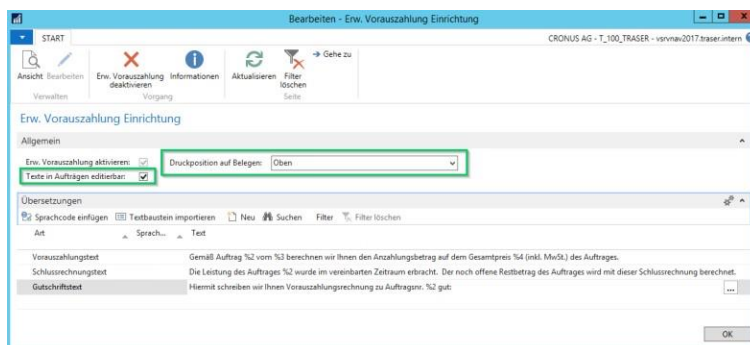 Bearbeiten - Erw. Vorauszahlung Einrichtung
START
CRONUS AG - T_100_TRASER - vsrvnav2017.traser.intern
Ansicht Bearbeiten Erw. Vorauszahlung deaktivieren Informationen Aktualisieren Filter löschen Gehe zu
Verwalten Vorgang Seite
Erw. Vorauszahlung Einrichtung
Allgemein
Erw. Vorauszahlung aktivieren: Druckposition auf Belegen: Oben
Texte in Aufträgen editierbar:
Übersetzungen
Sprachcode einfügen Textbaustein importieren Neu Suchen Filter Filter löschen
Art Sprach... Text
Vorauszahlungstext Gemäß Auftrag %2 vom %3 berechnen wir Ihnen den Anzahlungsbetrag auf dem Gesamtpreis %4 (inkl. MwSt.) des Auftrages.
Schlussrechnungstext Die Leistung des Auftrages %2 wurde im vereinbarten Zeitraum erbracht. Der noch offene Restbetrag des Auftrages wird mit dieser Schlussrechnung berechnet.
Gutschriftstext Hiermit schreiben wir Ihnen Vorauszahlungsrechnung zu Auftragsnr. %2 gut: ...
OK